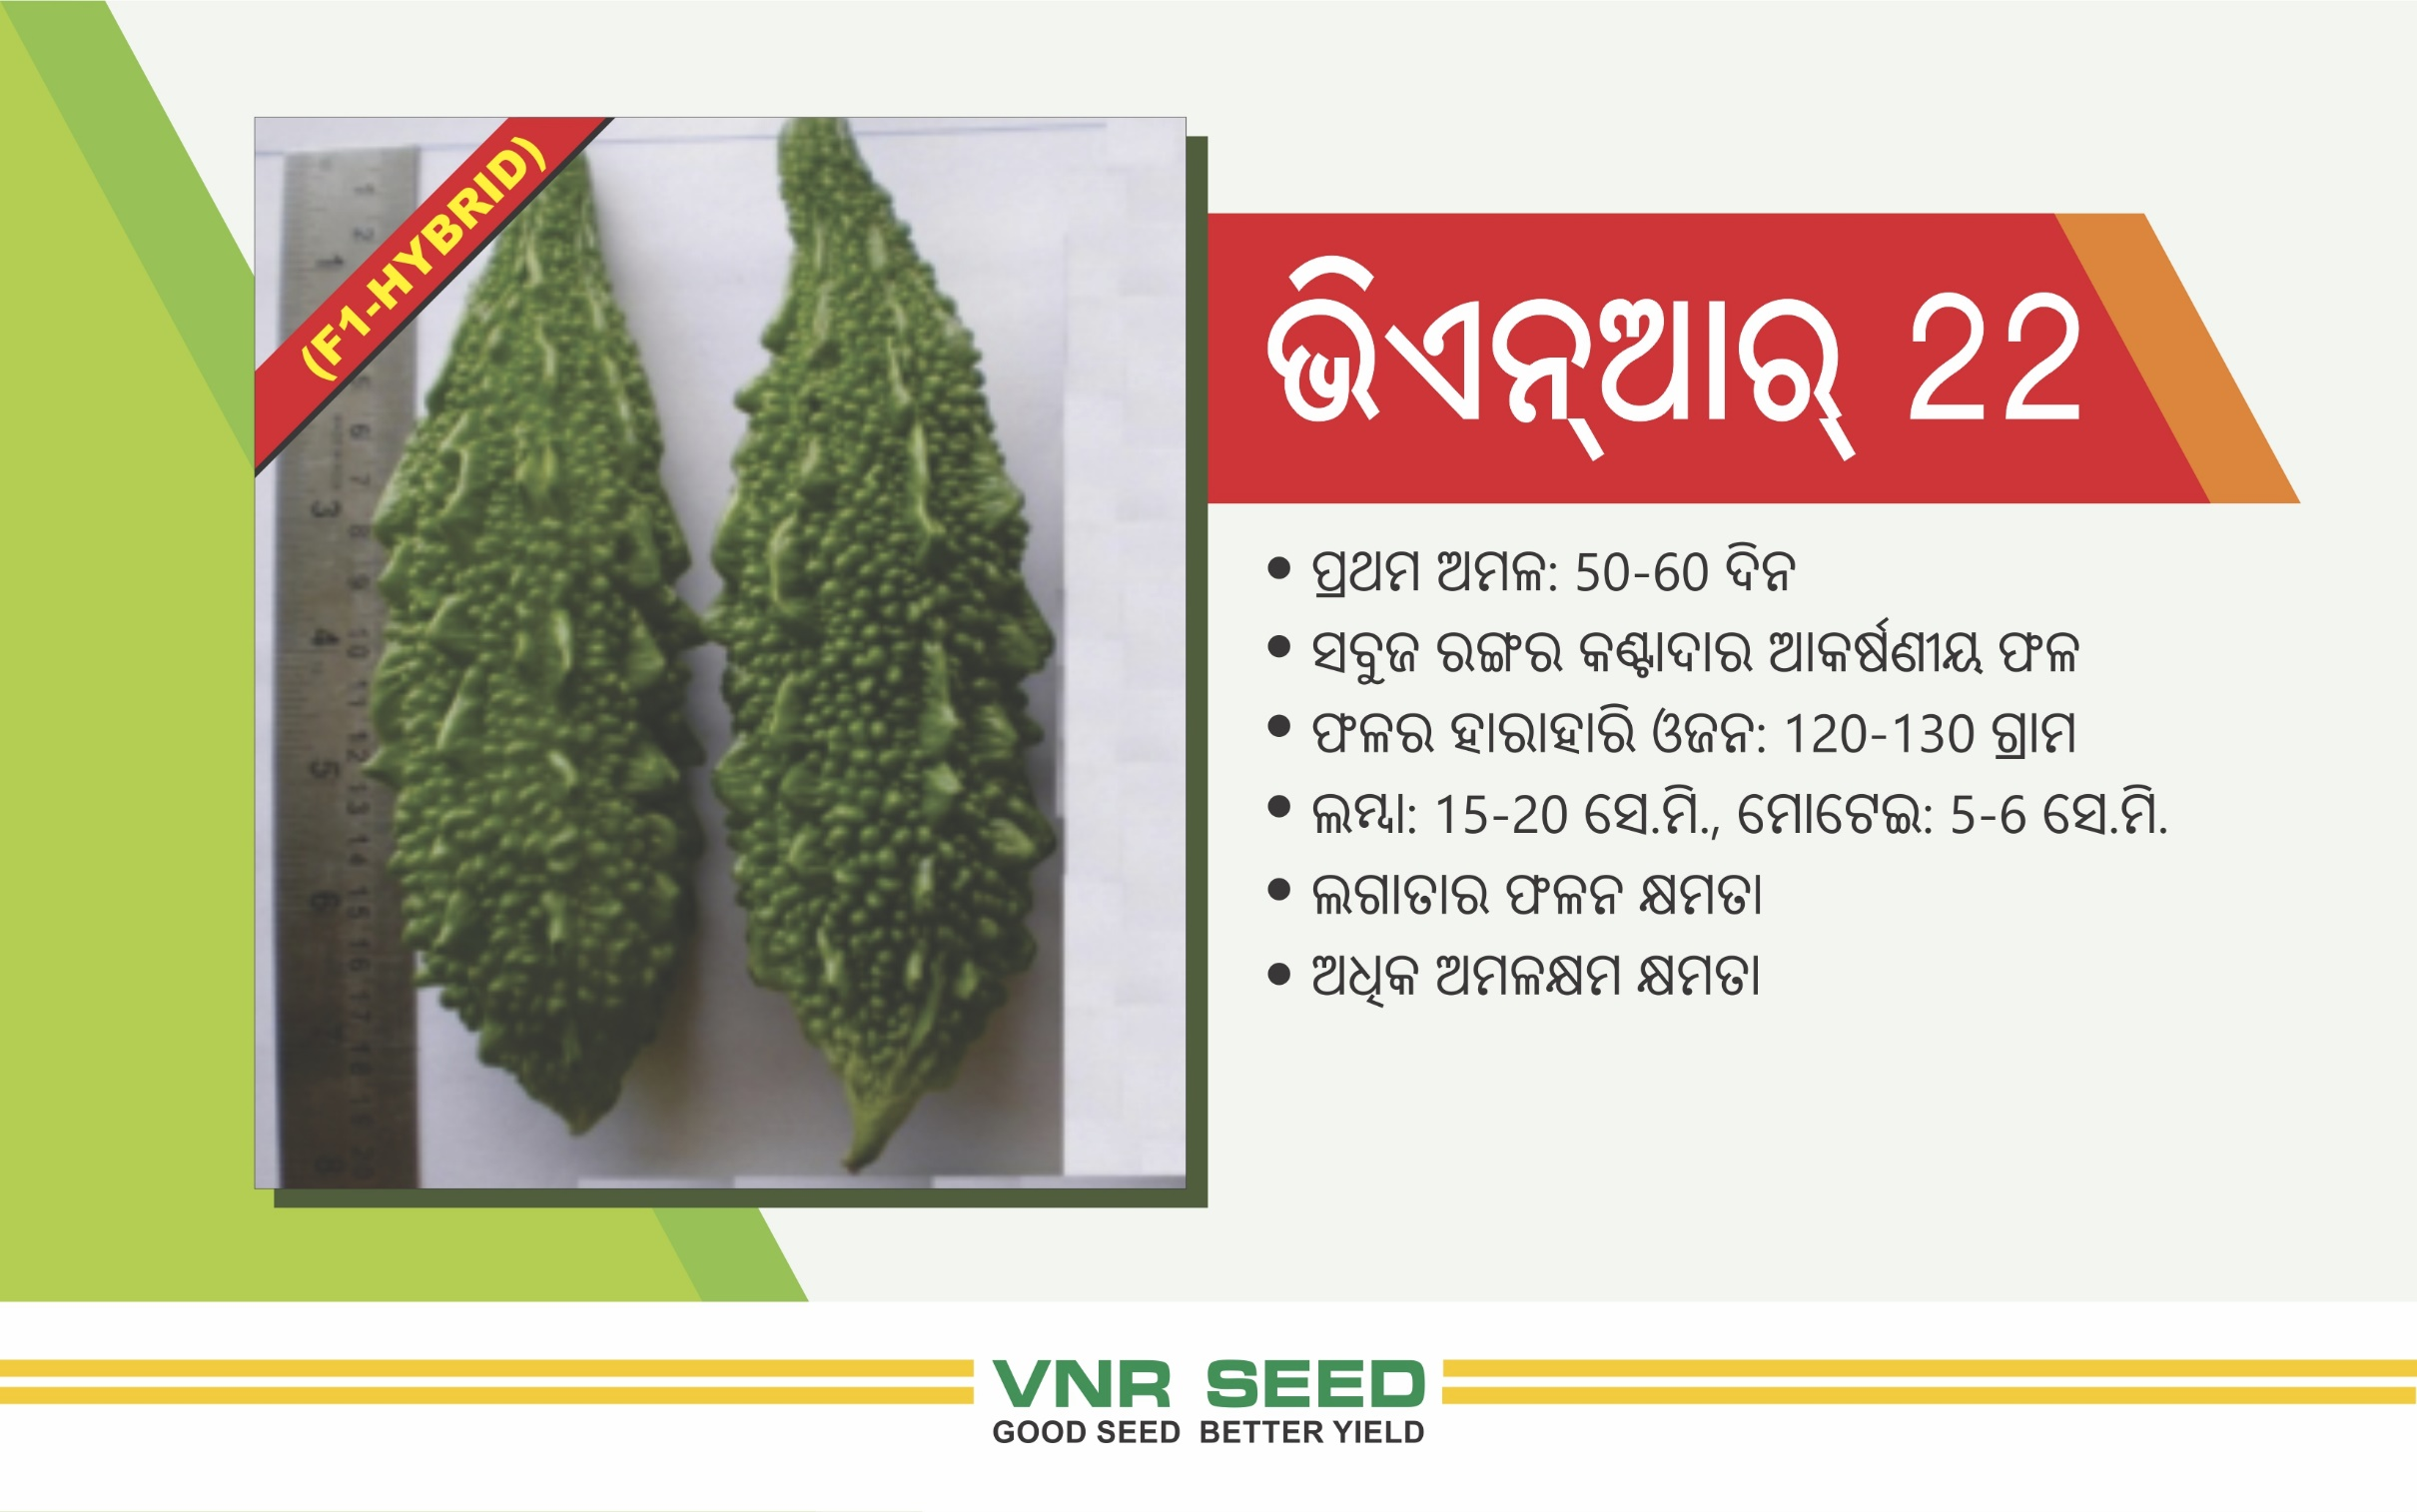 (F1-HYBRID))
ଭିଏନ୍ଆର୍ 22
• ପ୍ରଥମ ଅମଳ: 50-60 ଦିନ
• ସବୁଜ ରଙ୍ଗର କଣ୍ଟାଦାର ଆକର୍ଷଣୀୟ ଫଳ
• ଫଳର ହାରାହାରି ଓଜନ: 120-130 ଗ୍ରାମ
• ଲମ୍ବା: 15-20 ସେ.ମି., ମୋଟେଇ: 5-6 ସେ.ମି.
• ଲଗାତାର ଫଳନ କ୍ଷମତା
• ଅଧିକ ଅମଳକ୍ଷମ କ୍ଷମତା
VNR SEED
GOOD SEED BETTER YIELD